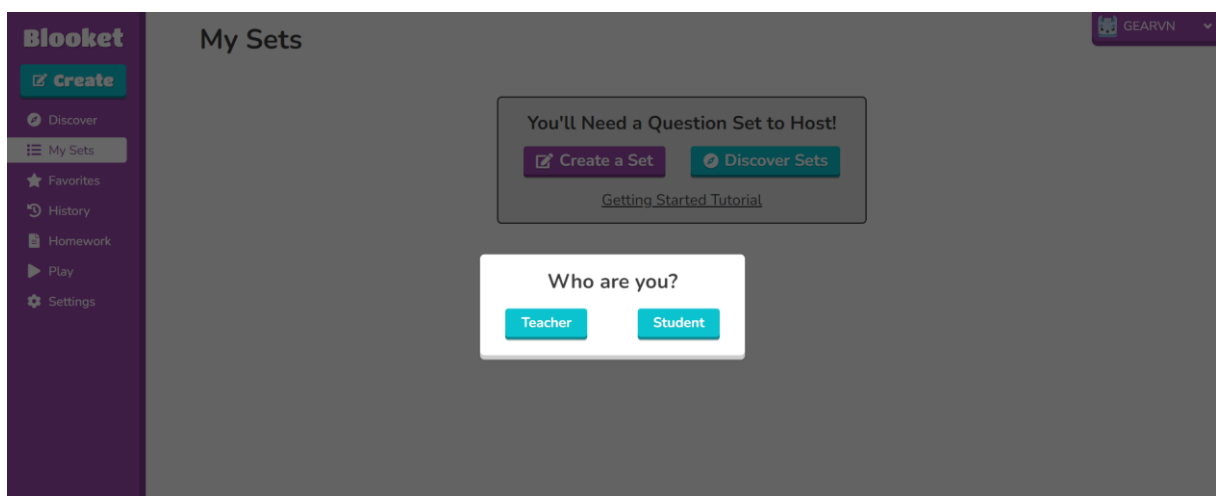 Blooket
Create
Discover
My Sets
Favorites
History
Homework
Play
Settings
My Sets
GEARVN
You'll Need a Question Set to Host!
Create a Set Discover Sets
Getting Started Tutorial
Who are you?
Teacher Student